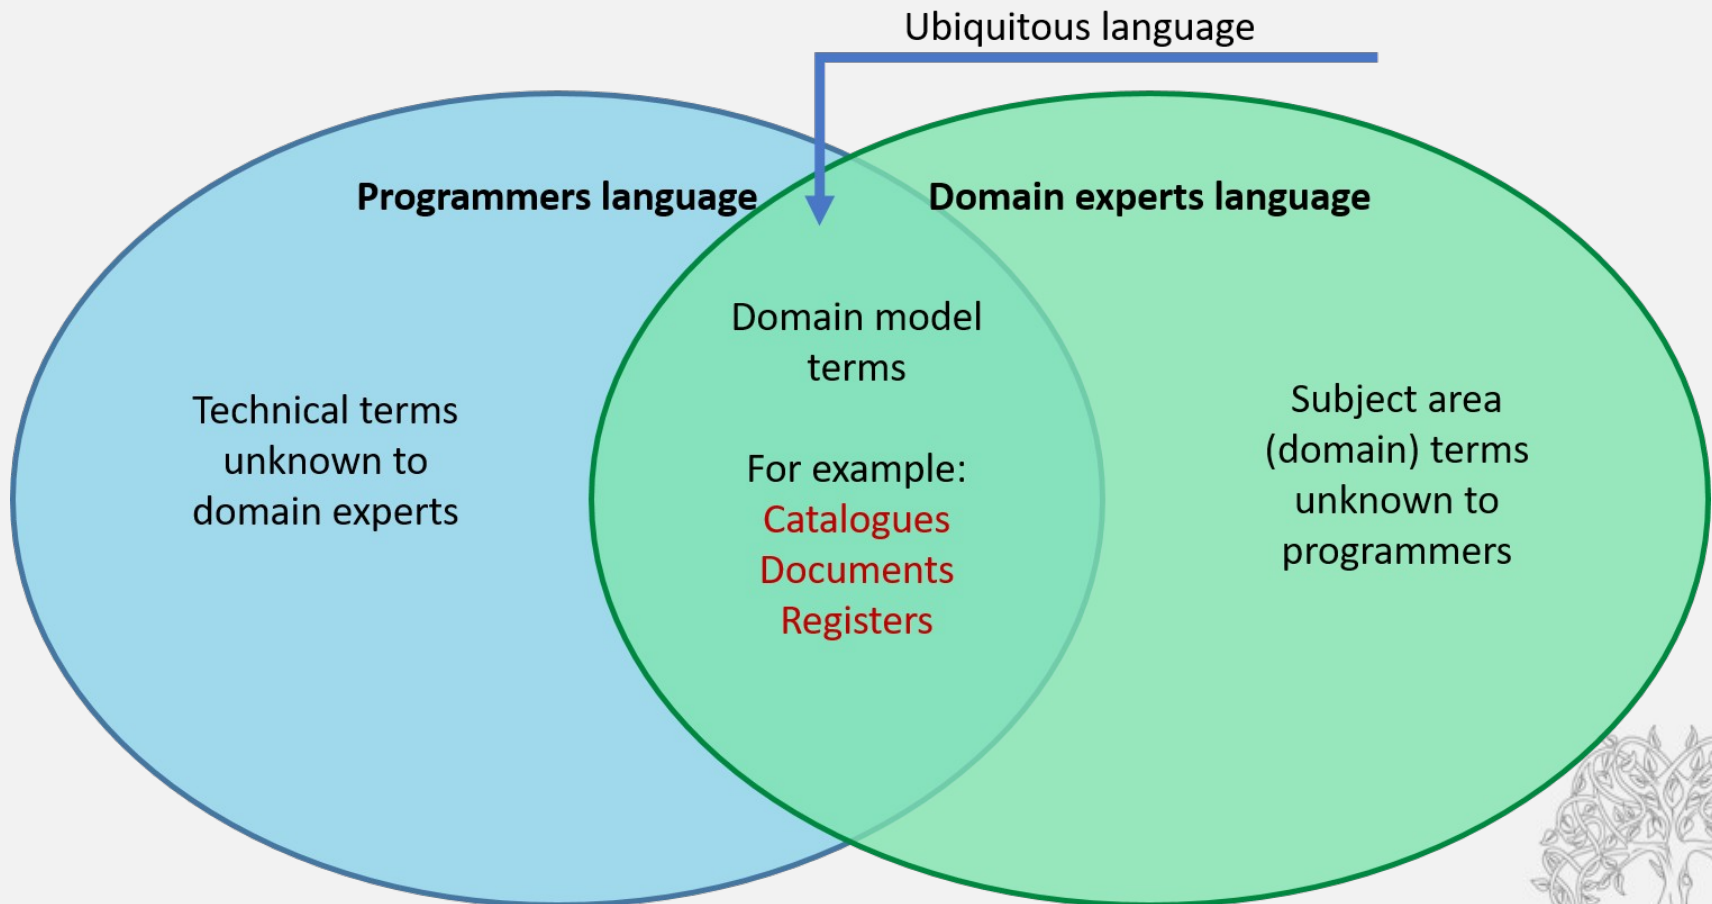 Ubiquitous language
Programmers language
Domain experts language
Domain model
terms
For example:
Catalogues
Documents
Registers
Technical terms
unknown to
domain experts
Subject area
(domain) terms
unknown to
programmers